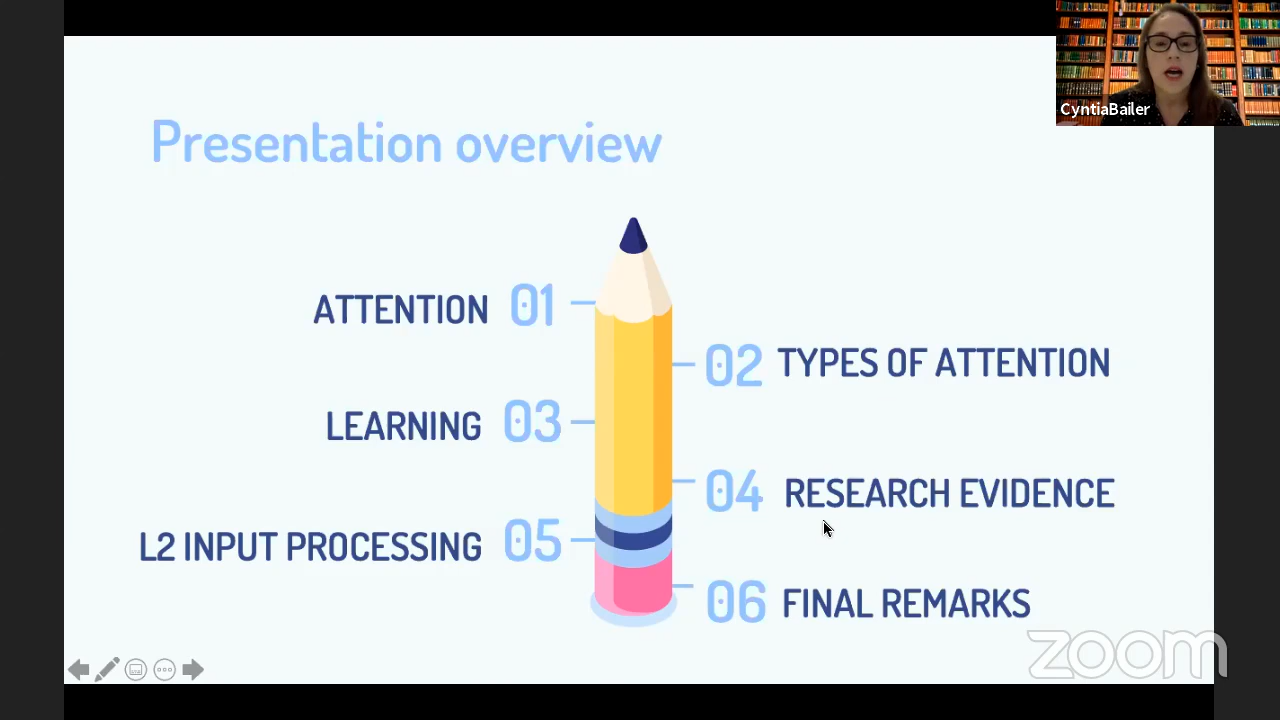 CyntiaBailer
Presentation overview
ATTENTION 01
02 TYPES OF ATTENTION
LEARNING 03
04 RESEARCH EVIDENCE
L2 INPUT PROCESSING 05
06 FINAL REMARKS
zoom